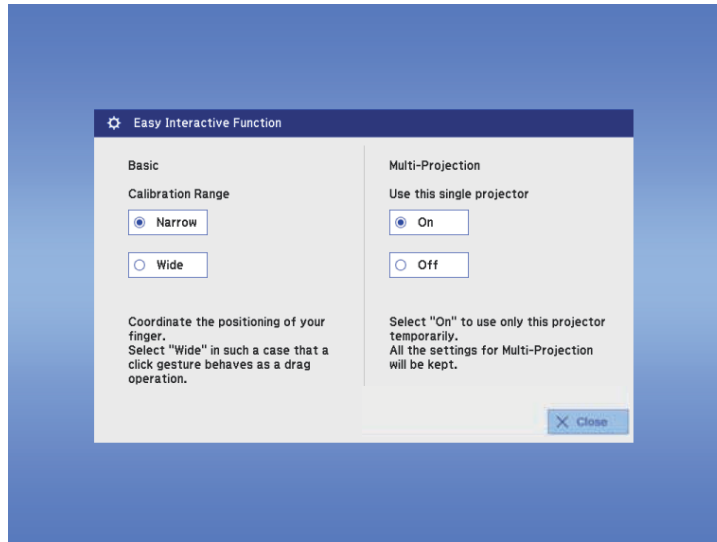 Easy Interactive Function
Basic
Calibration Range
Narrow
Wide
Coordinate the positioning of your
finger.
Select "Wide" in such a case that a
click gesture behaves as a drag
operation.
Multi-Projection
Use this single projector
On
Off
Select "On" to use only this projector
temporarily.
All the settings for Multi-Projection
will be kept.
Close